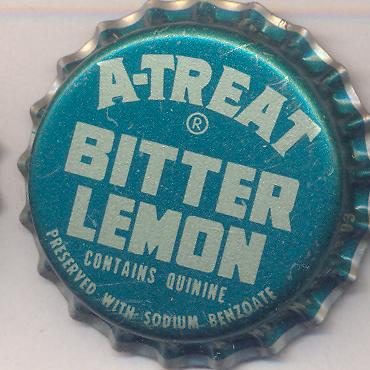 A-TREAT
®
BITTER
LEMON
CONTAINS QUININE
PRESERVED WITH SODIUM BENZOATE